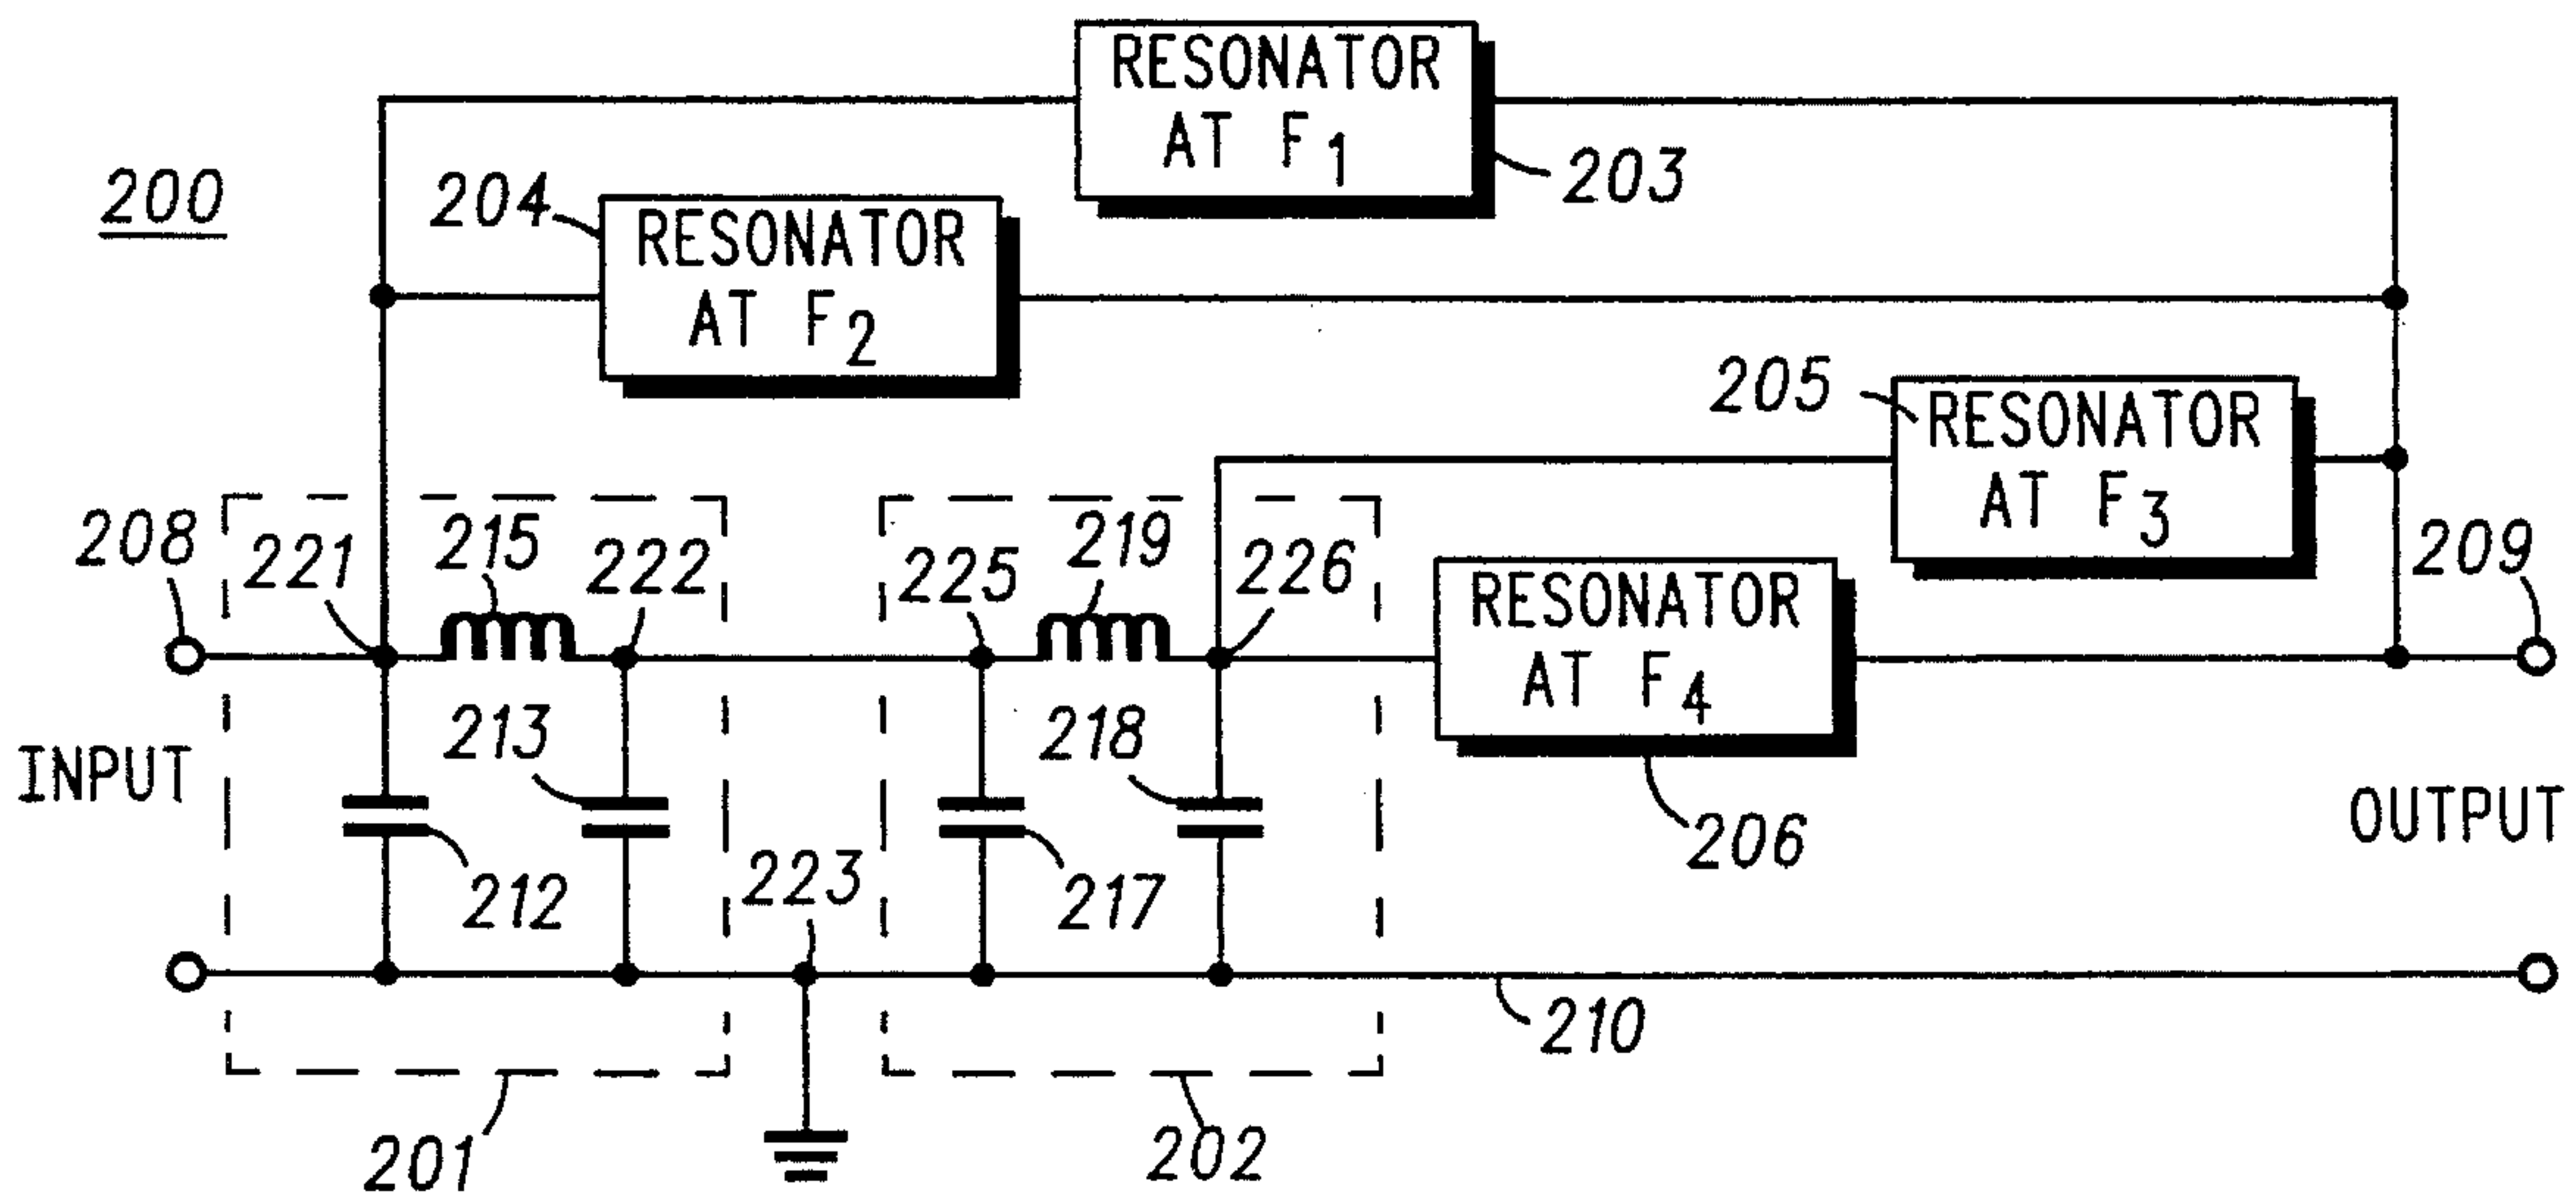 RESONATOR
AT F1
203
200
204
RESONATOR
AT F2
205
RESONATOR
AT F3
208
221
215
222
225
219
226
RESONATOR
AT F4
209
213
218
INPUT
212
223
217
206
OUTPUT
210
201
202